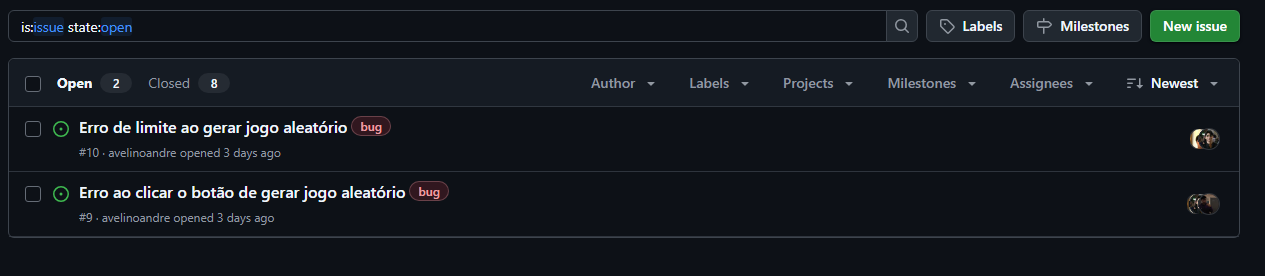 is:issue state:open Labels Milestones New issue
Open 2 Closed 8 Author Labels Projects Milestones Assignees Newest
Erro de limite ao gerar jogo aleatório bug
#10 · avelinoandre opened 3 days ago
Erro ao clicar o botão de gerar jogo aleatório bug
#9 · avelinoandre opened 3 days ago